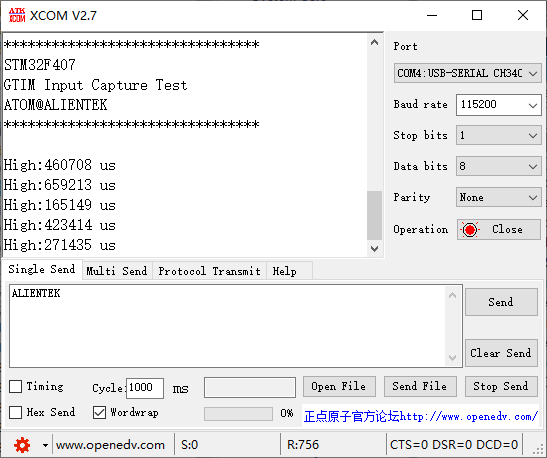 ATK
XCOM XCOM V2.7
*********************************
STM32F407
GTIM Input Capture Test
ATOM@ALIENTEK
*********************************
High:460708 us
High:659213 us
High:165149 us
High:423414 us
High:271435 us
Port
COM4:USB-SERIAL CH340
Baud rate 115200
Stop bits 1
Data bits 8
Parity None
Operation Close
Single Send Multi Send Protocol Transmit Help
ALIENTEK
Send
Clear Send
Timing Cycle: 1000 ms Open File Send File Stop Send
Hex Send Wordwrap 0% 正点原子官方论坛http://www.openedv.com/
www.openedv.com S:0 R:756 CTS=0 DSR=0 DCD=0